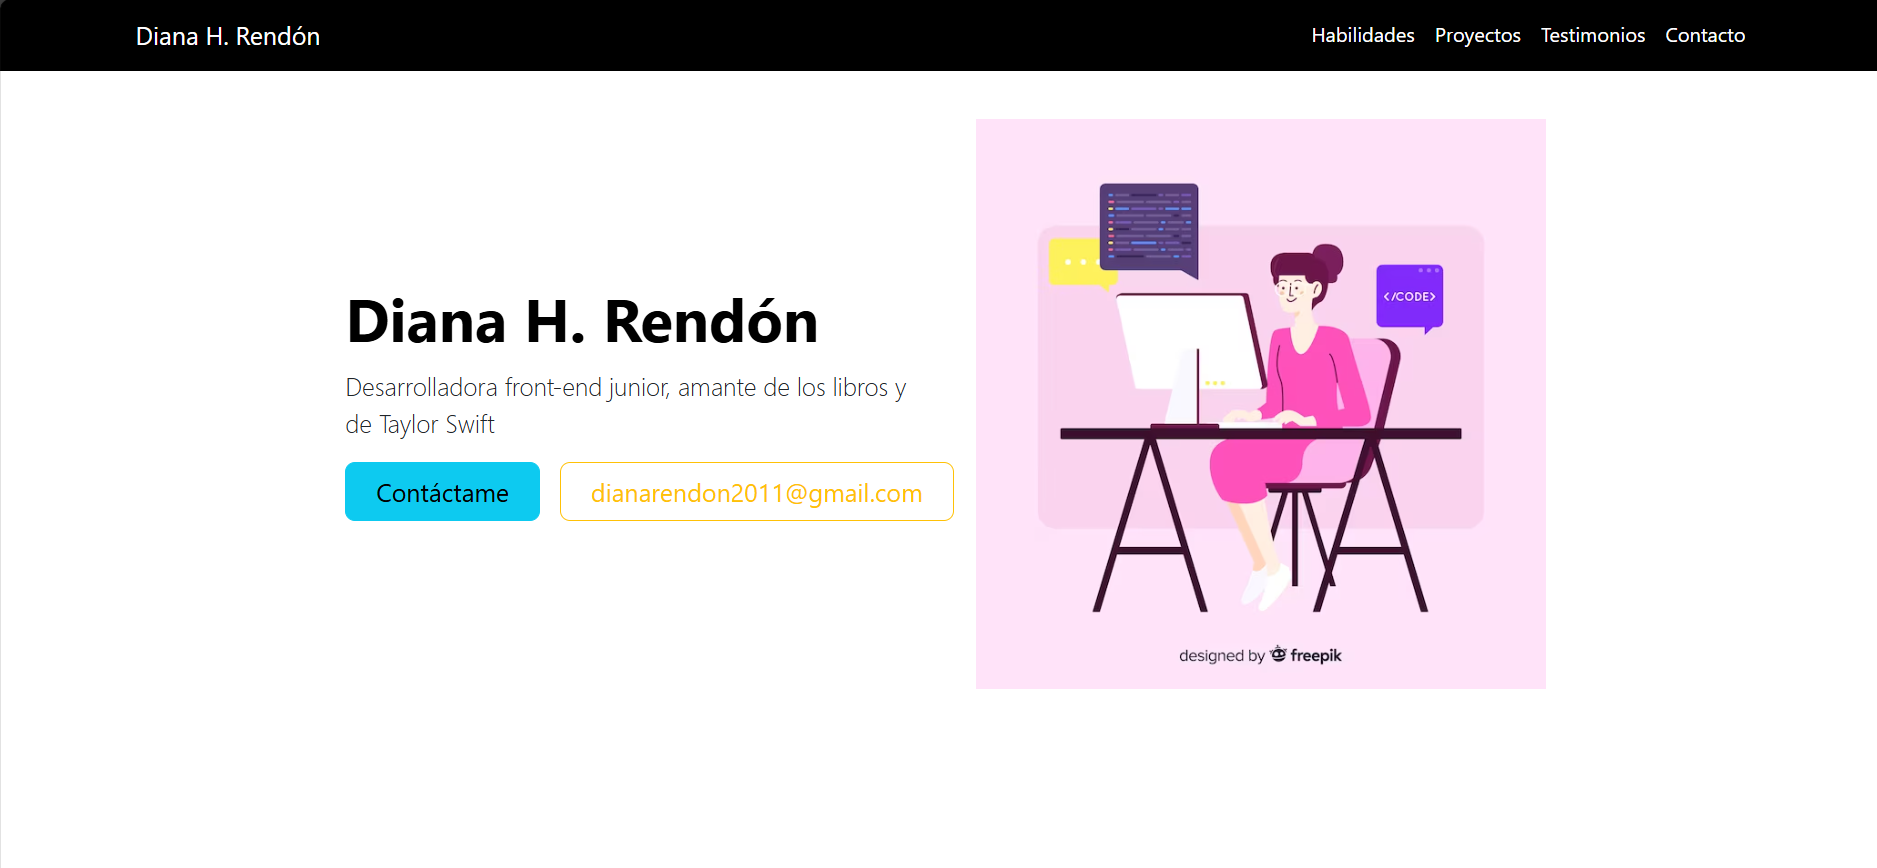 Diana H. Rendón
Habilidades Proyectos Testimonios Contacto
Diana H. Rendón
Desarrolladora front-end junior, amante de los libros y
de Taylor Swift
Contáctame
dianarendon2011@gmail.com
</CODE>
designed by freepik